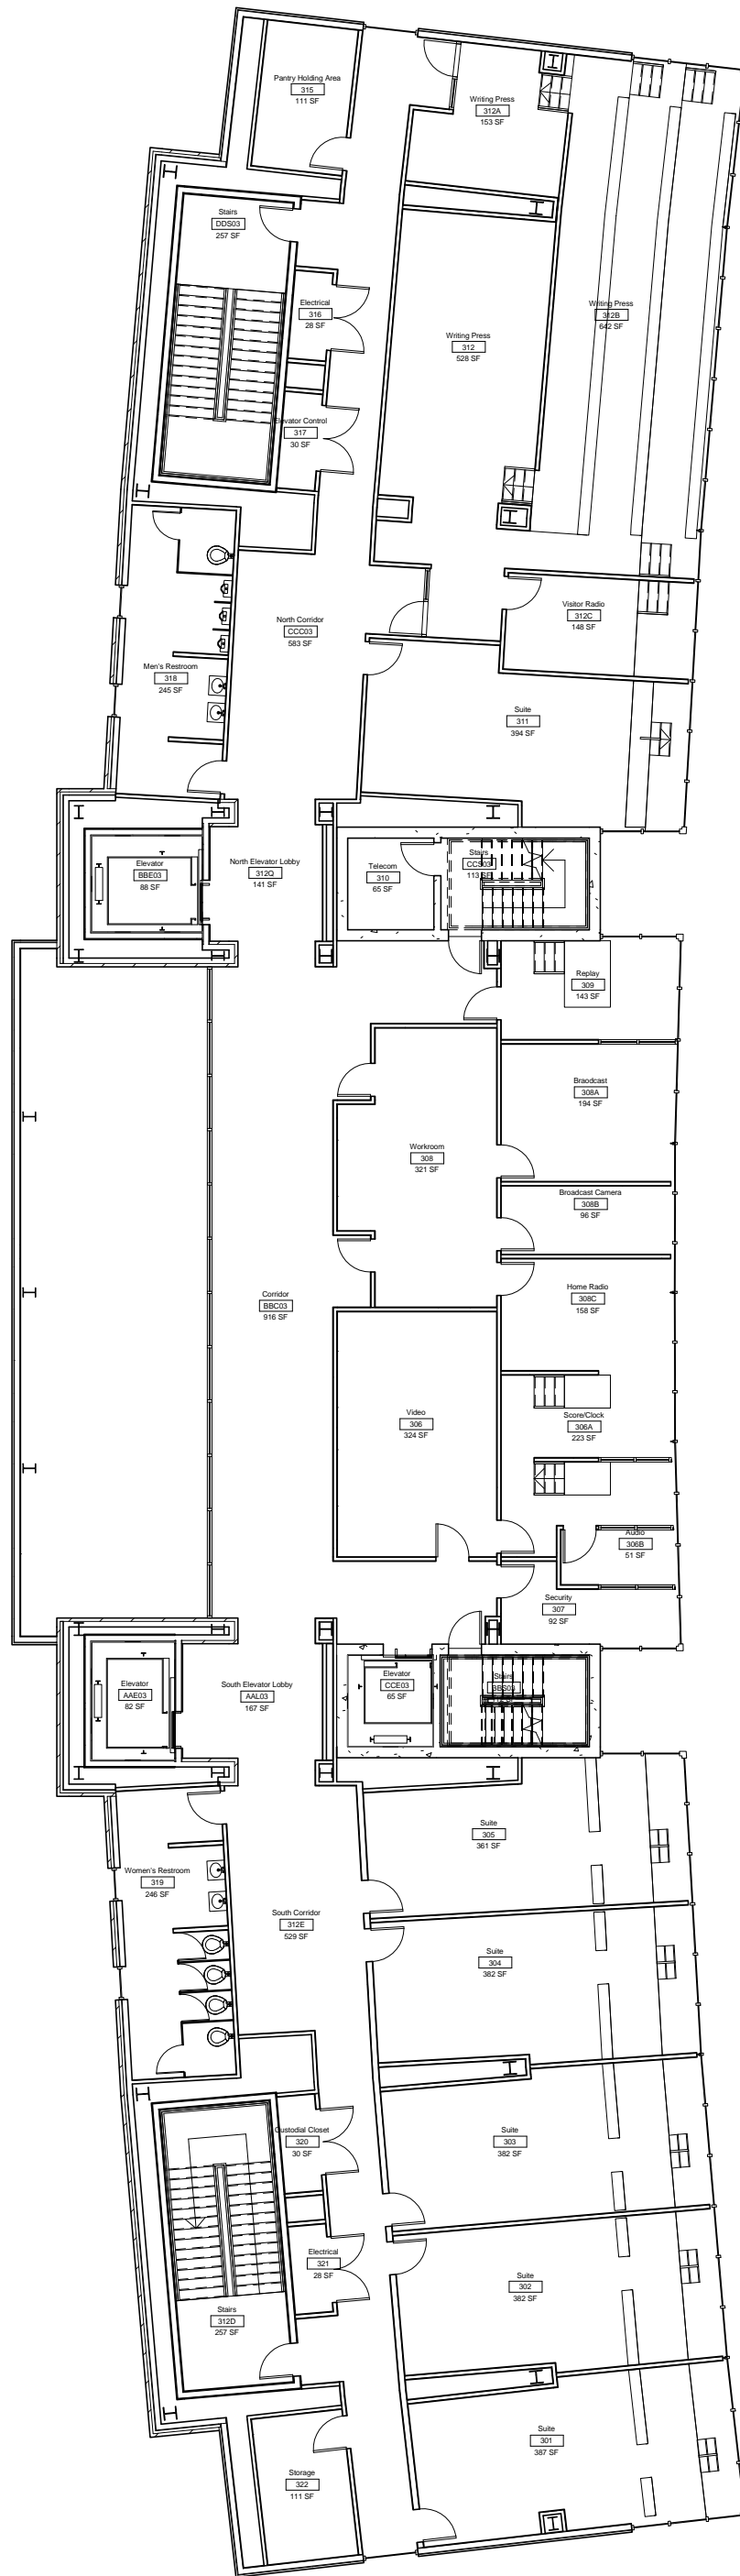 Pantry Holding Area
315
111 SF
Writing Press
312A
153 SF
Stairs
DDS03
257 SF
Electrical
316
28 SF
Writing Press
312B
642 SF
Writing Press
312
528 SF
Elevator Control
317
30 SF
North Corridor
CCC03
583 SF
Visitor Radio
312C
148 SF
Men's Restroom
318
245 SF
Suite
311
394 SF
Elevator
BBE03
88 SF
North Elevator Lobby
312Q
141 SF
Telecom
310
65 SF
Stairs
CCS03
113 SF
Replay
309
143 SF
Braodcast
308A
194 SF
Workroom
308
321 SF
Broadcast Camera
308B
96 SF
Corridor
BBC03
916 SF
Home Radio
308C
158 SF
Video
306
324 SF
Score/Clock
306A
223 SF
Audio
306B
51 SF
Security
307
92 SF
Elevator
AAE03
82 SF
South Elevator Lobby
AAL03
167 SF
Elevator
CCE03
65 SF
Stairs
BBS03
Suite
305
361 SF
Women's Restroom
319
246 SF
South Corridor
312E
529 SF
Suite
304
382 SF
Custodial Closet
320
30 SF
Suite
303
382 SF
Electrical
321
28 SF
Suite
302
382 SF
Stairs
312D
257 SF
Suite
301
387 SF
Storage
322
111 SF